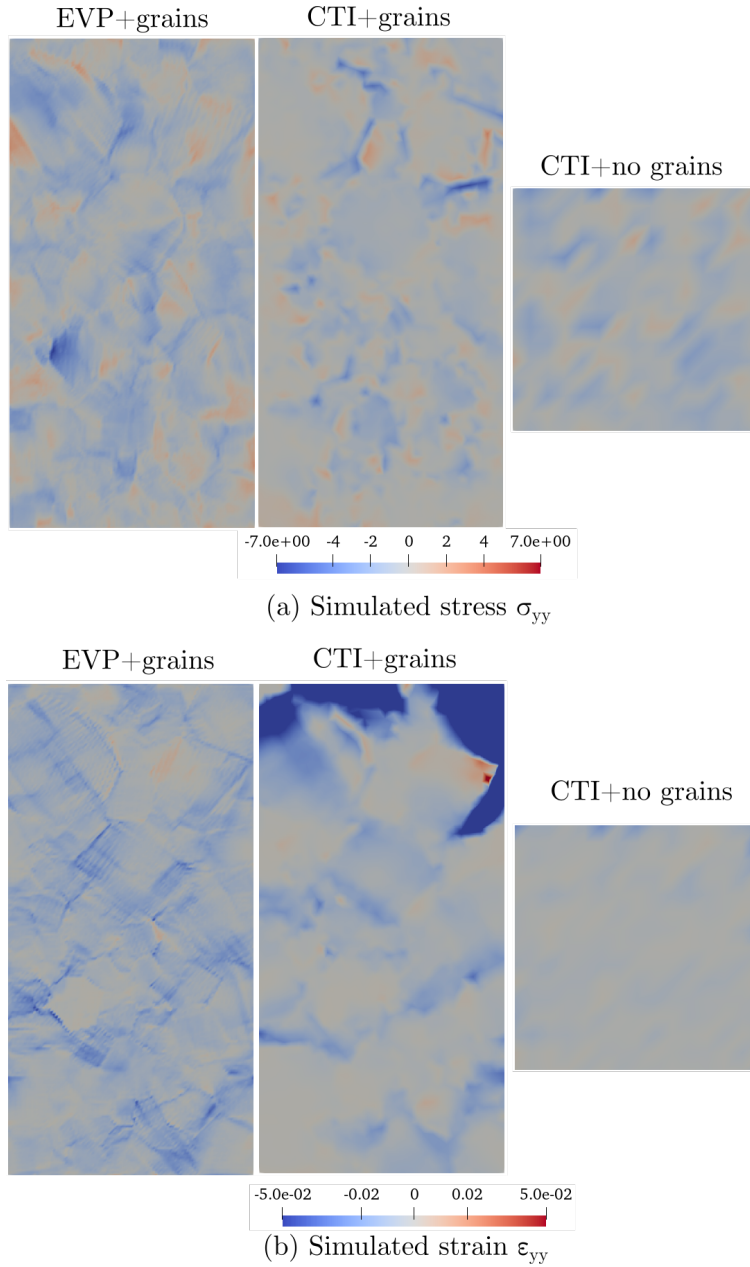 EVP+grains CTI+grains
CTI+no grains
-7.0e+00 -4 -2 0 2 4 7.0e+00
(a) Simulated stress σyy
EVP+grains CTI+grains
CTI+no grains
-5.0e-02 -0.02 0 0.02 5.0e-02
(b) Simulated strain εyy